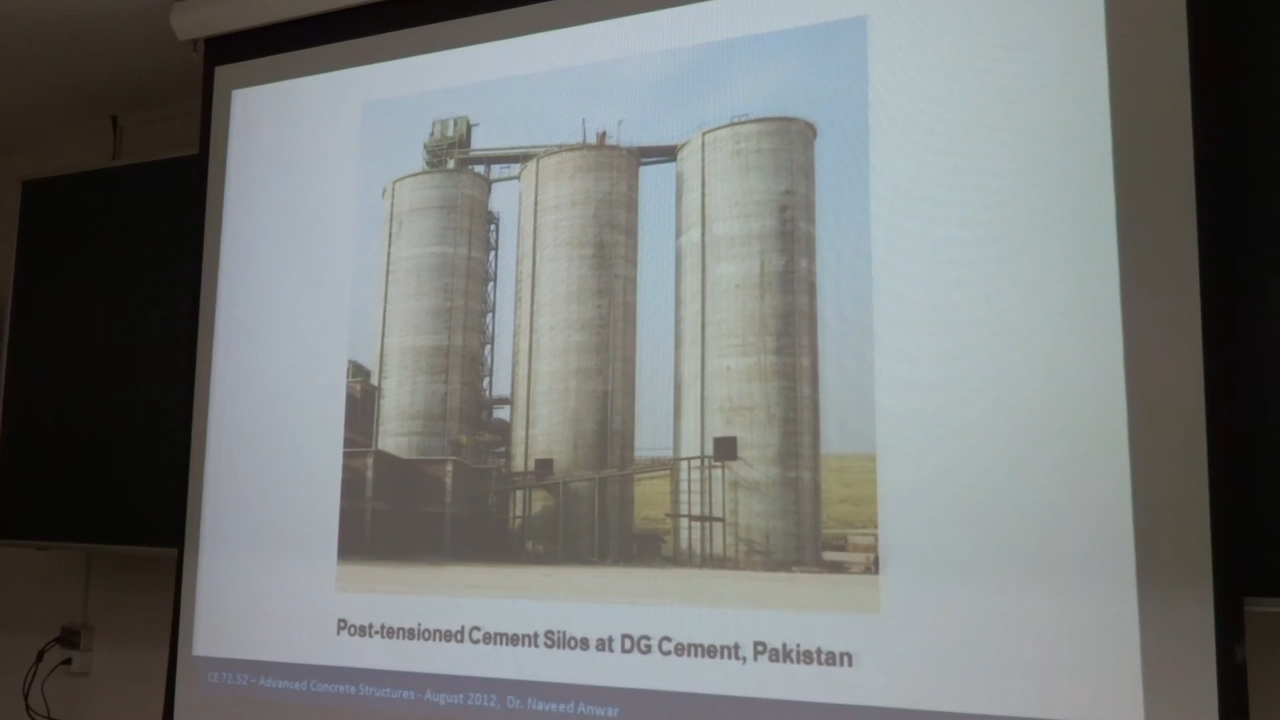 Post-tensioned Cement Silos at DG Cement, Pakistan
CE 72.52 – Advanced Concrete Structures - August 2012, Dr. Naveed Anwar